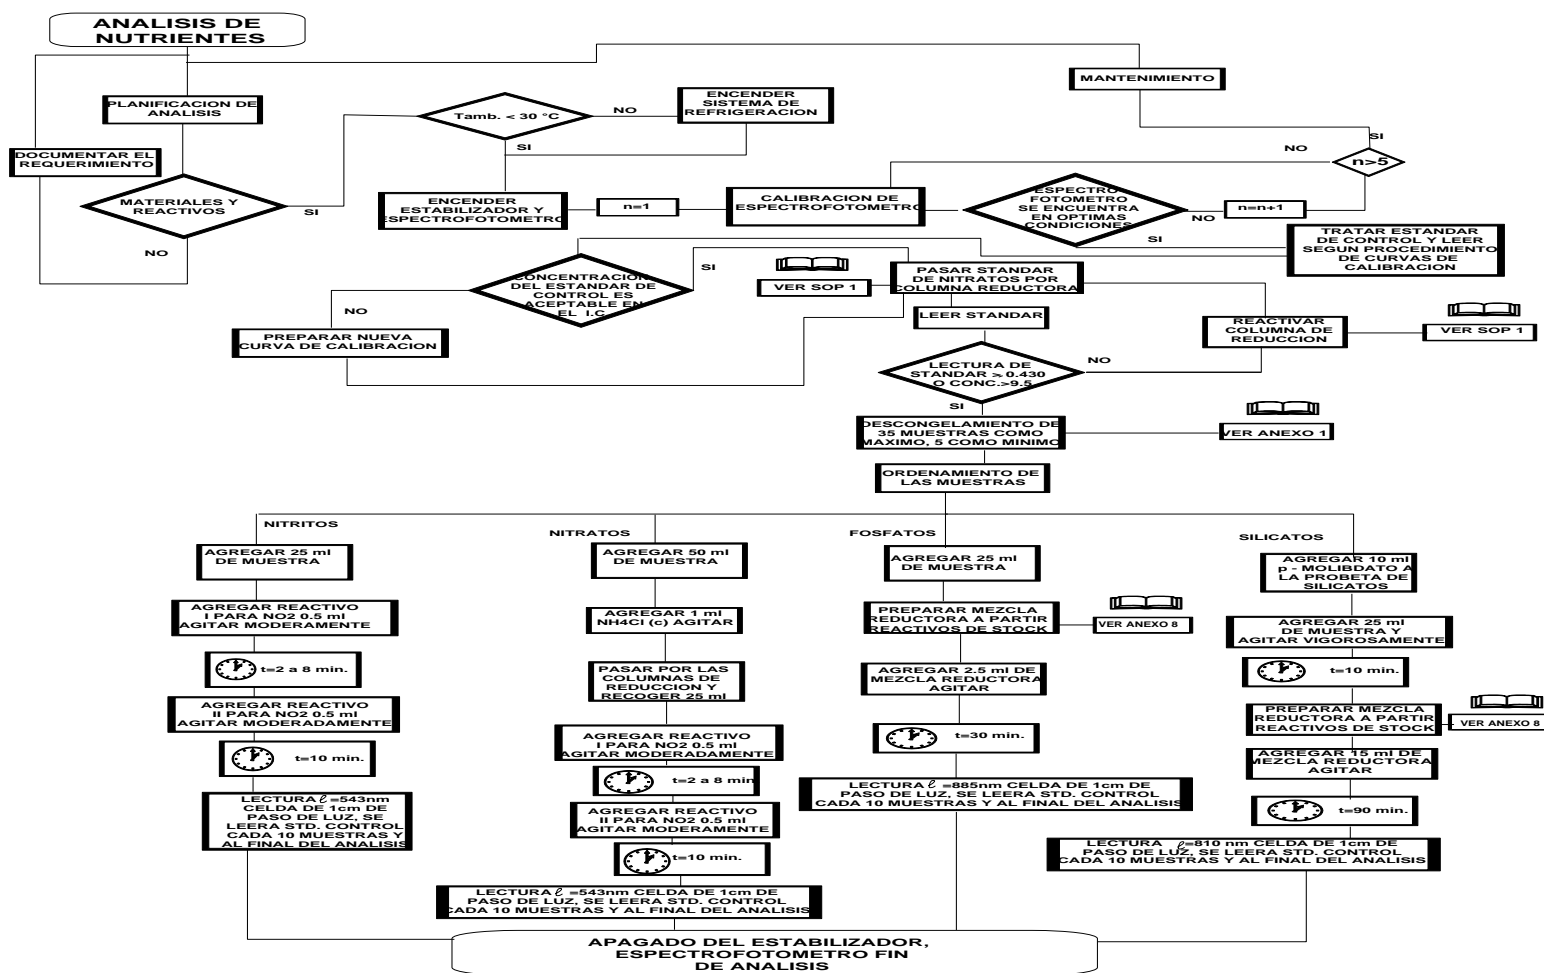 ANALISIS DE
NUTRIENTES
PLANIFICACION DE
ANALISIS
DOCUMENTAR EL
REQUERIMIENTO
MATERIALES Y
REACTIVOS
SI
NO
Tamb. < 30 °C
NO
SI
ENCENDER
SISTEMA DE
REFRIGERACION
MANTENIMIENTO
SI
NO
n>5
ENCENDER
ESTABILIZADOR Y
ESPECTROFOTOMETRO
n=1
CALIBRACION DE
ESPECTROFOTOMETRO
ESPECTRO
FOTOMETRO
SE ENCUENTRA
EN OPTIMAS
CONDICIONES
NO
SI
n=n+1
TRATAR ESTANDAR
DE CONTROL Y LEER
SEGUN PROCEDIMIENTO
DE CURVAS DE
CALIBRACION
CONCENTRACION
DEL ESTANDAR DE
CONTROL ES
ACEPTABLE EN
EL I.C
SI
NO
PREPARAR NUEVA
CURVA DE CALIBRACION
VER SOP 1
PASAR STANDAR
DE NITRATOS POR
COLUMNA REDUCTORA
LEER STANDAR
REACTIVAR
COLUMNA DE
REDUCCION
VER SOP 1
LECTURA DE
STANDAR > 0.430
O CONC.>9.5
NO
SI
DESCONGELAMIENTO DE
35 MUESTRAS COMO
MAXIMO, 5 COMO MINIMO
VER ANEXO 1
ORDENAMIENTO DE
LAS MUESTRAS
NITRITOS
AGREGAR 25 ml
DE MUESTRA
AGREGAR REACTIVO
I PARA NO2 0.5 ml
AGITAR MODERAMENTE
t=2 a 8 min.
AGREGAR REACTIVO
II PARA NO2 0.5 ml
AGITAR MODERADAMENTE
t=10 min.
LECTURA ℓ =543nm
CELDA DE 1cm DE
PASO DE LUZ, SE
LEERA STD. CONTROL
CADA 10 MUESTRAS Y
AL FINAL DEL ANALISIS
NITRATOS
AGREGAR 50 ml
DE MUESTRA
AGREGAR 1 ml
NH4Cl (c) AGITAR
PASAR POR LAS
COLUMNAS DE
REDUCCION Y
RECOGER 25 ml
AGREGAR REACTIVO
I PARA NO2 0.5 ml
AGITAR MODERADAMENTE
t=2 a 8 min
AGREGAR REACTIVO
II PARA NO2 0.5 ml
AGITAR MODERADAMENTE
t=10 min.
LECTURA ℓ =543nm CELDA DE 1cm DE
PASO DE LUZ, SE LEERA STD. CONTROL
CADA 10 MUESTRAS Y AL FINAL DEL ANALISIS
FOSFATOS
AGREGAR 25 ml
DE MUESTRA
PREPARAR MEZCLA
REDUCTORA A PARTIR
REACTIVOS DE STOCK
VER ANEXO 8
AGREGAR 2.5 ml DE
MEZCLA REDUCTORA
AGITAR
t=30 min.
LECTURA ℓ =885nm CELDA DE 1cm DE
PASO DE LUZ, SE LEERA STD. CONTROL
CADA 10 MUESTRAS Y AL FINAL DEL ANALISIS
SILICATOS
AGREGAR 10 ml
p - MOLIBDATO A
LA PROBETA DE
SILICATOS
AGREGAR 25 ml
DE MUESTRA Y
AGITAR VIGOROSAMENTE
t=10 min.
PREPARAR MEZCLA
REDUCTORA A PARTIR
REACTIVOS DE STOCK
VER ANEXO 8
AGREGAR 15 ml DE
MEZCLA REDUCTORA
AGITAR
t=90 min.
LECTURA ℓ=810 nm CELDA DE 1cm DE
PASO DE LUZ, SE LEERA STD. CONTROL
CADA 10 MUESTRAS Y AL FINAL DEL ANALISIS
APAGADO DEL ESTABILIZADOR,
ESPECTROFOTOMETRO FIN
DE ANALISIS